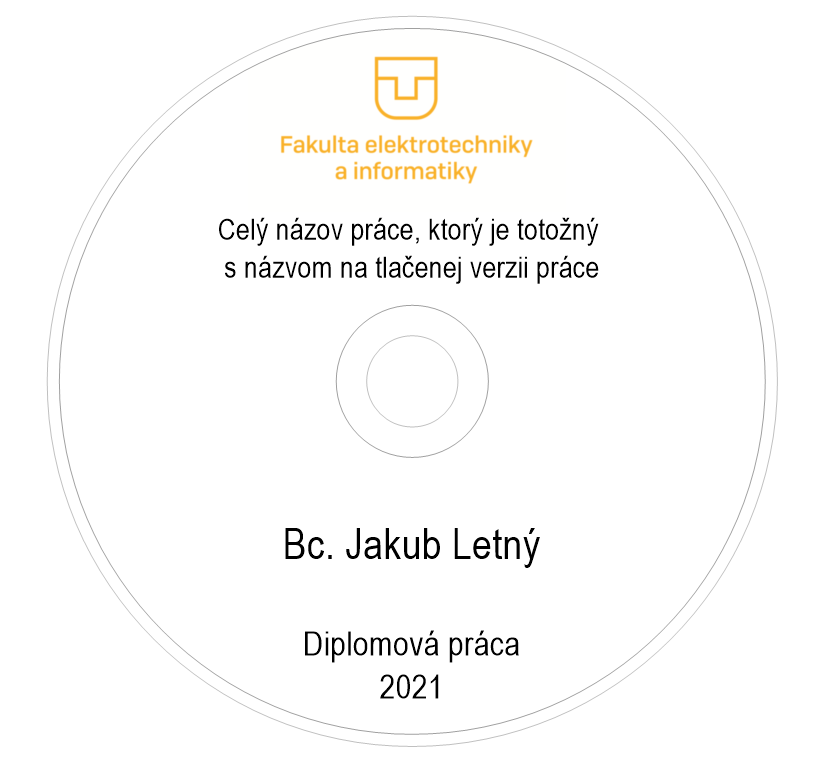 Fakulta elektrotechniky
a informatiky
Celý názov práce, ktorý je totožný
s názvom na tlačenej verzii práce
Bc. Jakub Letný
Diplomová práca
2021